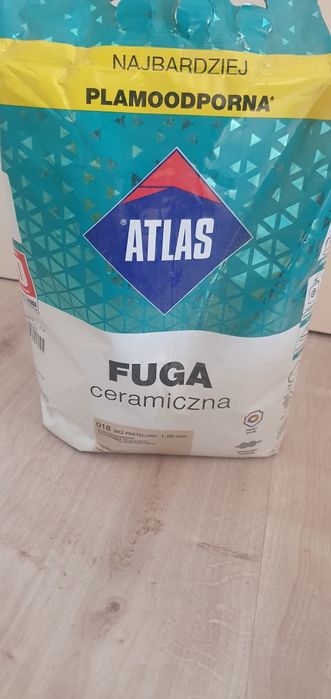 NAJBARDZIEJ
PLAMOODPORNA*
®ATLAS
FUGA
ceramiczna
018 BEŻ PASTELOWY 1-20 mm